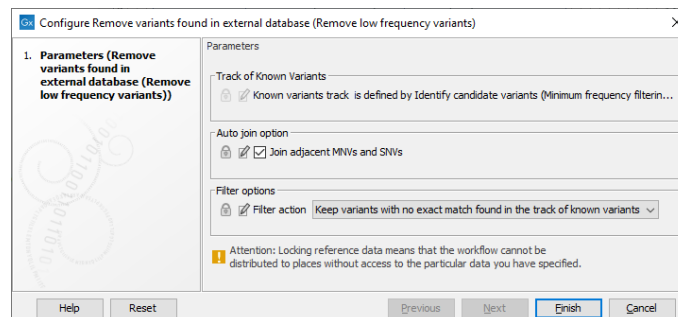 Gx Configure Remove variants found in external database (Remove low frequency variants)
1. Parameters (Remove
variants found in
external database (Remove
low frequency variants))
Parameters
Track of Known Variants
Known variants track is defined by Identify candidate variants (Minimum frequency filterin...
Auto join option
Join adjacent MNVs and SNVs
Filter options
Filter action Keep variants with no exact match found in the track of known variants
Attention: Locking reference data means that the workflow cannot be
distributed to places without access to the particular data you have specified.
Help Reset Previous Next Finish Cancel